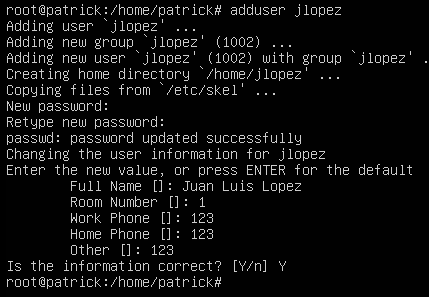 root@patrick:/home/patrick# adduser jlopez
Adding user `jlopez' ...
Adding new group `jlopez' (1002) ...
Adding new user `jlopez' (1002) with group `jlopez' .
Creating home directory `/home/jlopez' ...
Copying files from `/etc/skel' ...
New password:
Retype new password:
passwd: password updated successfully
Changing the user information for jlopez
Enter the new value, or press ENTER for the default
Full Name []: Juan Luis Lopez
Room Number []: 1
Work Phone []: 123
Home Phone []: 123
Other []: 123
Is the information correct? [Y/n] Y
root@patrick:/home/patrick#